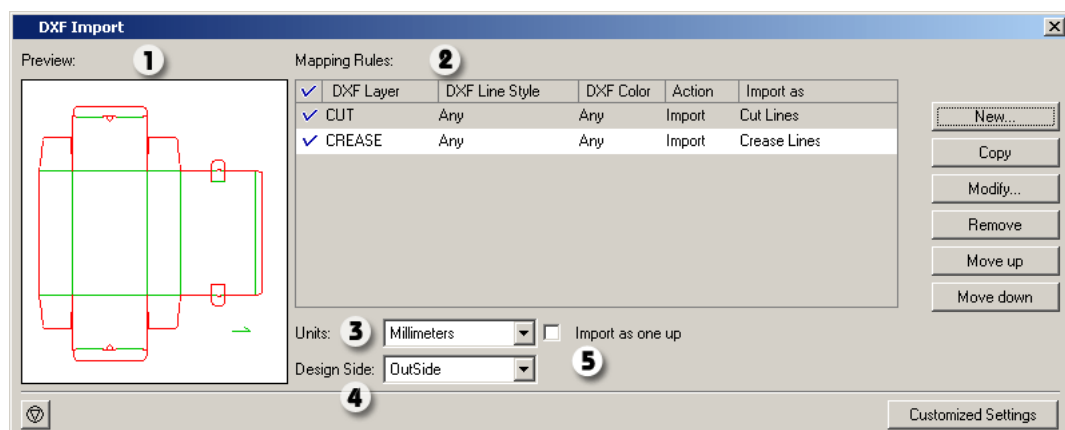 DXF Import
Preview: 1 Mapping Rules: 2
DXF Layer DXF Line Style DXF Color Action Import as
CUT Any Any Import Cut Lines
CREASE Any Any Import Crease Lines
New...
Copy
Modify...
Remove
Move up
Move down
Units: 3 Millimeters Import as one up
5
Design Side: OutSide
4
Customized Settings